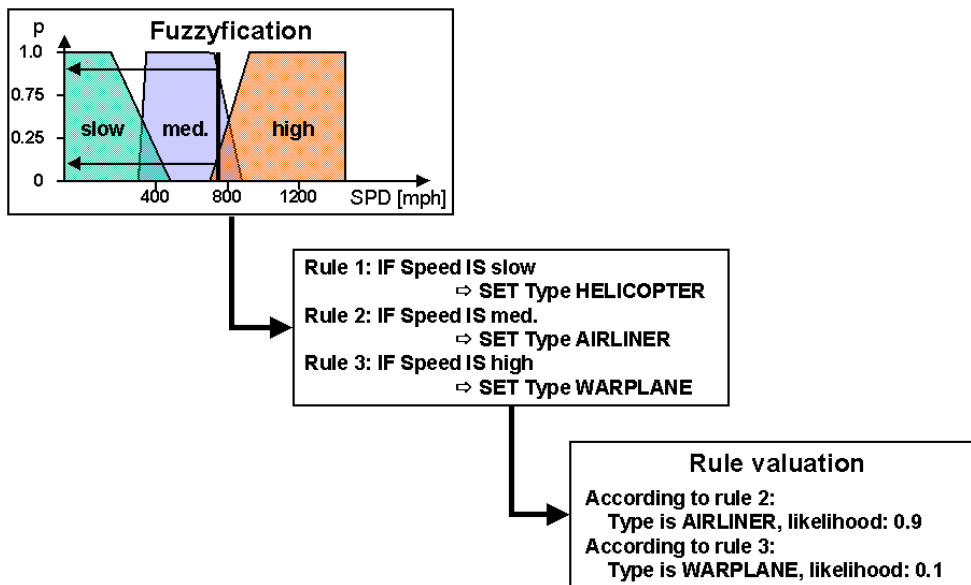 Fuzzyfication
p
1.0
0.75
0.25
0
slow
med.
high
400
800
1200
SPD [mph]
Rule 1: IF Speed IS slow
⇨ SET Type HELICOPTER
Rule 2: IF Speed IS med.
⇨ SET Type AIRLINER
Rule 3: IF Speed IS high
⇨ SET Type WARPLANE
Rule valuation
According to rule 2:
Type is AIRLINER, likelihood: 0.9
According to rule 3:
Type is WARPLANE, likelihood: 0.1